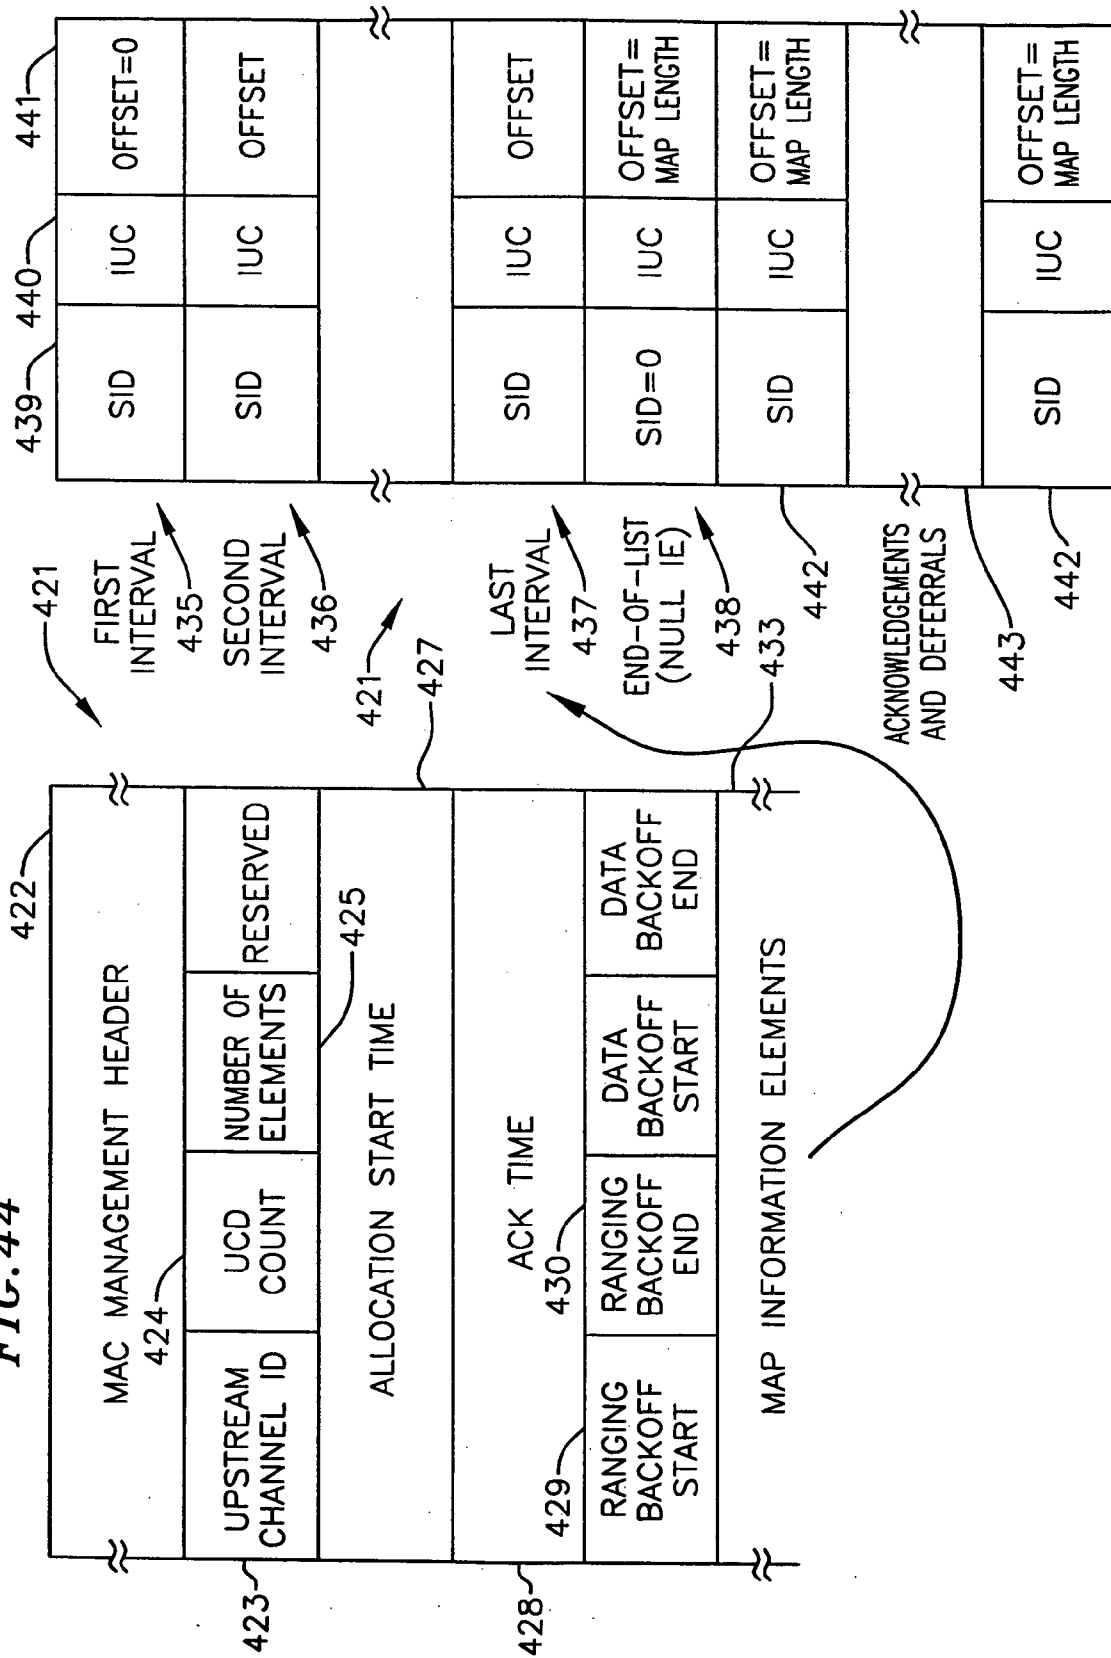 FIG. 44
422
421
MAC MANAGEMENT HEADER
424
UPSTREAM
CHANNEL ID
UCD
COUNT
NUMBER OF
ELEMENTS
RESERVED
423
425
ALLOCATION START TIME
427
ACK TIME
428
429
430
RANGING
BACKOFF
START
RANGING
BACKOFF
END
DATA
BACKOFF
START
DATA
BACKOFF
END
433
MAP INFORMATION ELEMENTS
439
440
441
FIRST
INTERVAL
435
SID
IUC
OFFSET=0
SECOND
INTERVAL
436
SID
IUC
OFFSET
421
LAST
INTERVAL
437
SID
IUC
OFFSET
END-OF-LIST
(NULL IE)
438
SID=0
IUC
OFFSET=
MAP LENGTH
442
SID
IUC
OFFSET=
MAP LENGTH
ACKNOWLEDGEMENTS
AND DEFERRALS
443
442
SID
IUC
OFFSET=
MAP LENGTH